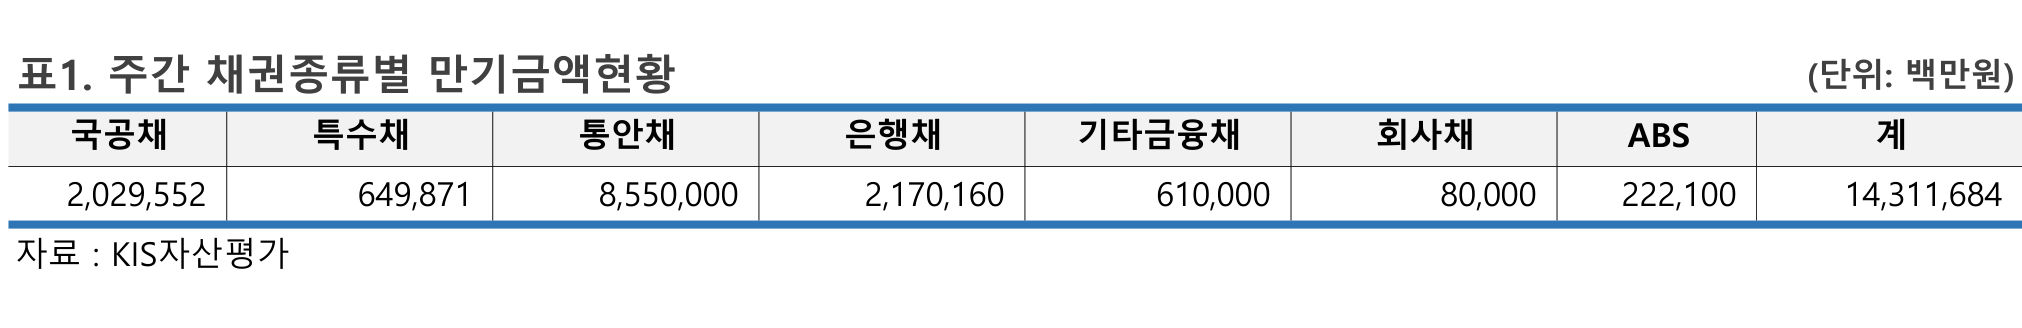 표1. 주간 채권종류별 만기금액현황 (단위: 백만원)
국공채 특수채 통안채 은행채 기타금융채 회사채 ABS 계
2,029,552 649,871 8,550,000 2,170,160 610,000 80,000 222,100 14,311,684
자료 : KIS자산평가